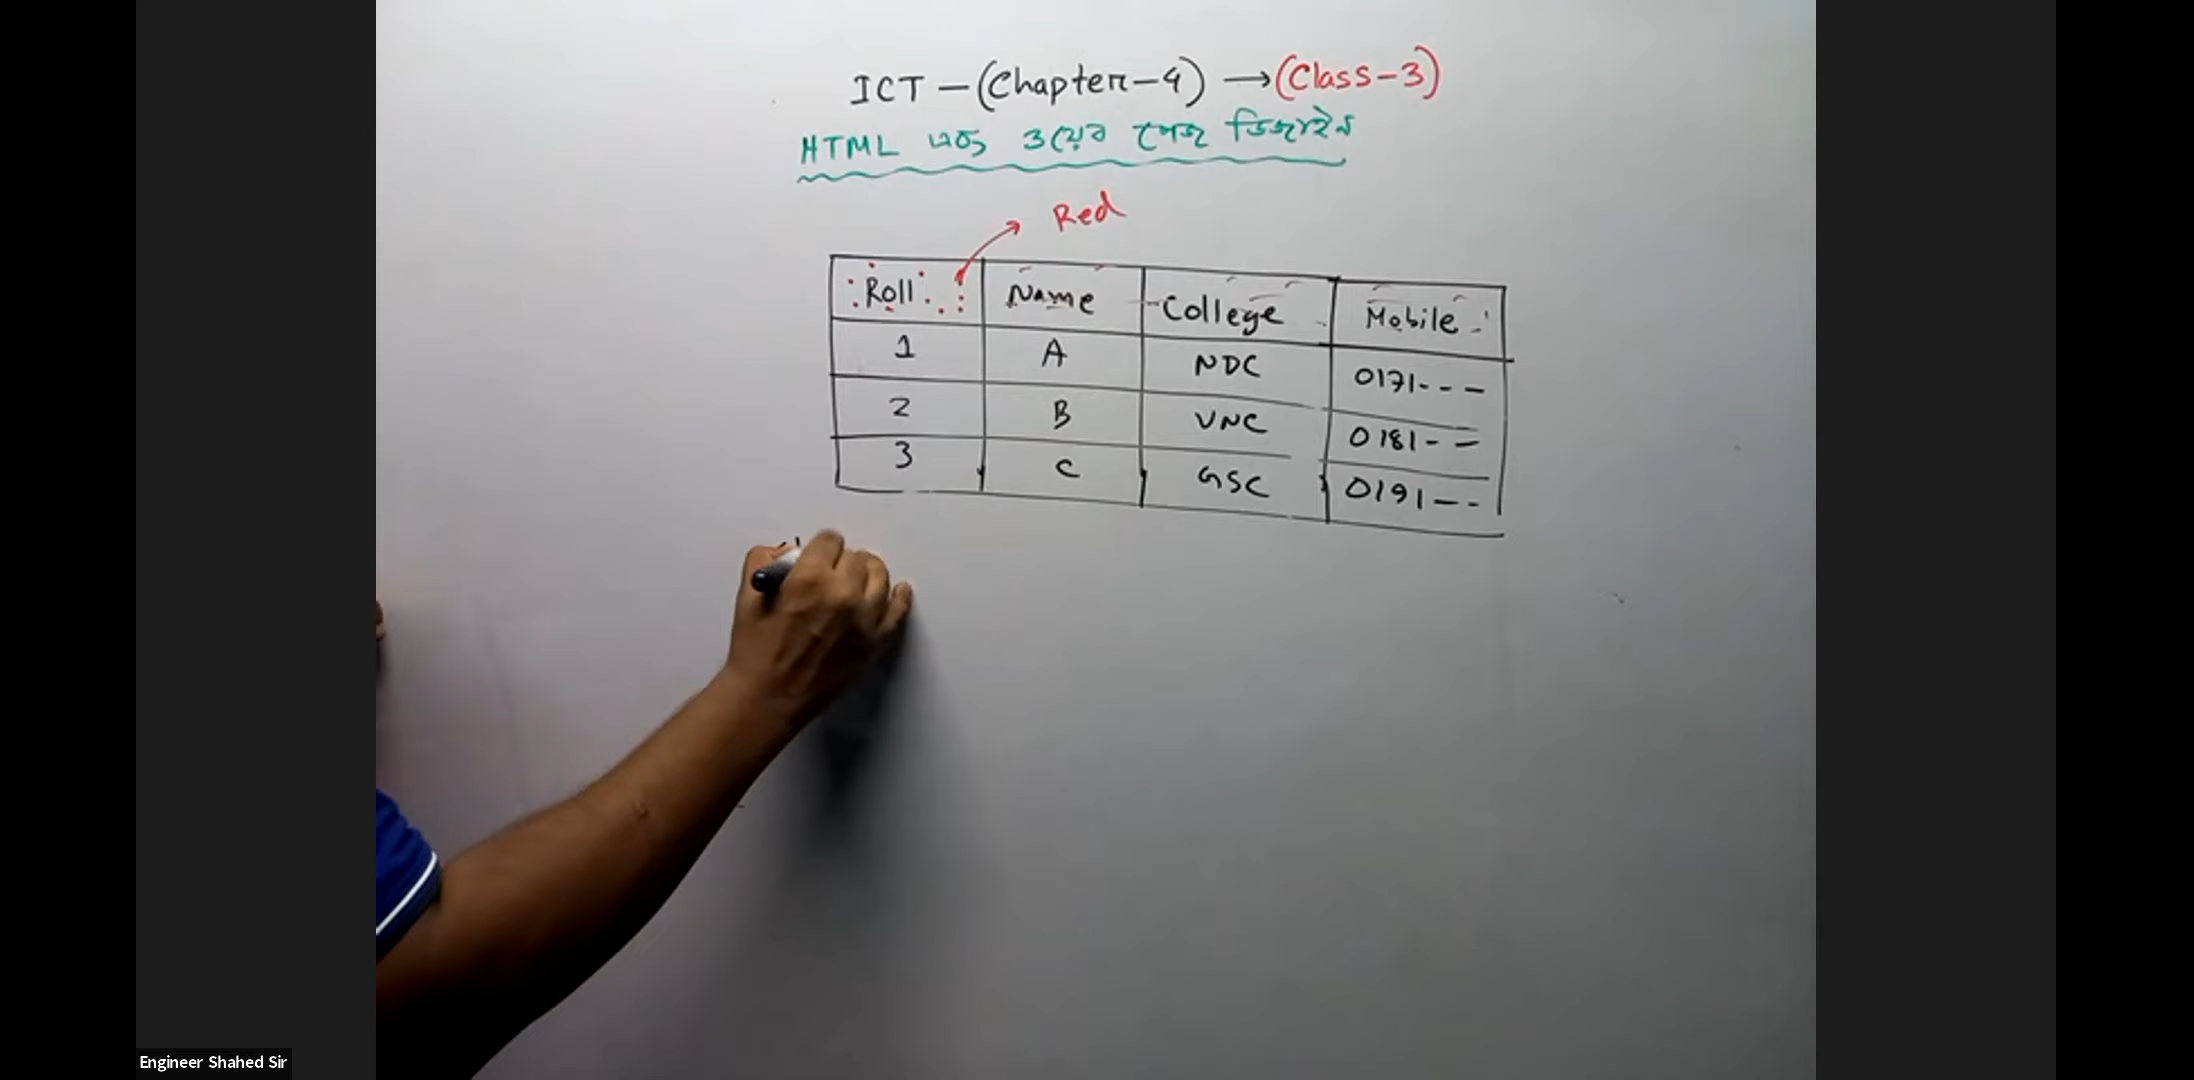 ICT – (Chapter – 4) → (Class – 3)
HTML এবং ওয়েব পেজ ডিজাইন
Red
Roll Name College Mobile
1 A NDC 0171---
2 B VNC 0181--
3 C GSC 0191--
Engineer Shahed Sir